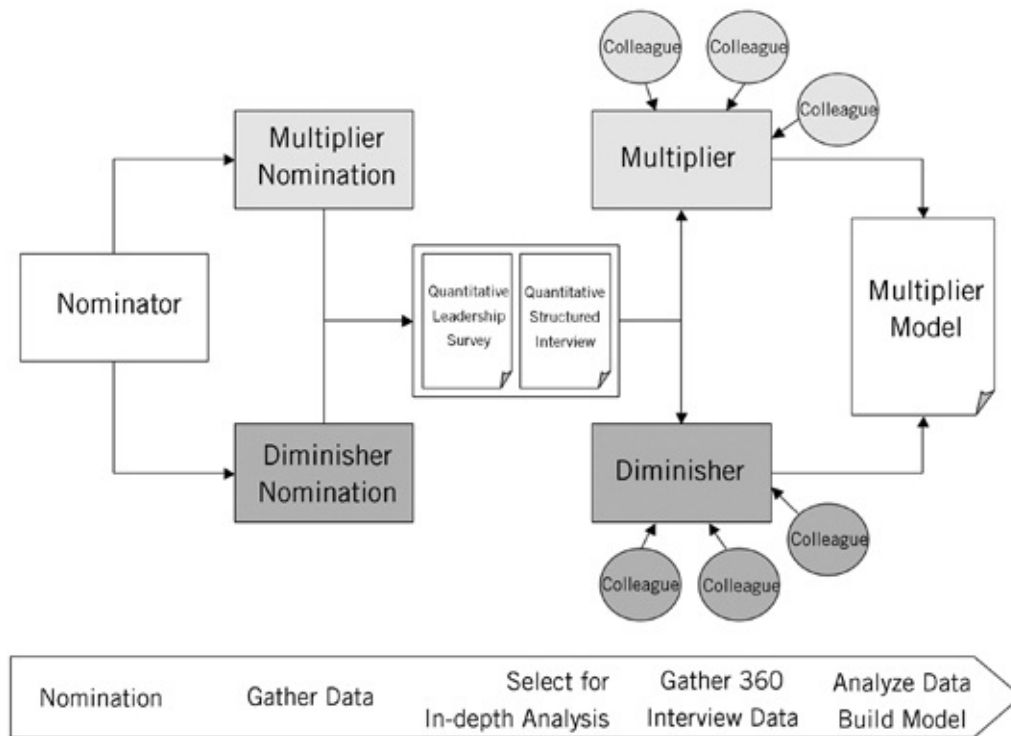 Colleague
Colleague
Colleague
Multiplier
Nomination
Multiplier
Nominator
Quantitative
Leadership
Survey
Quantitative
Structured
Interview
Multiplier
Model
Diminisher
Nomination
Diminisher
Colleague
Colleague
Colleague
Nomination
Gather Data
Select for
In-depth Analysis
Gather 360
Interview Data
Analyze Data
Build Model